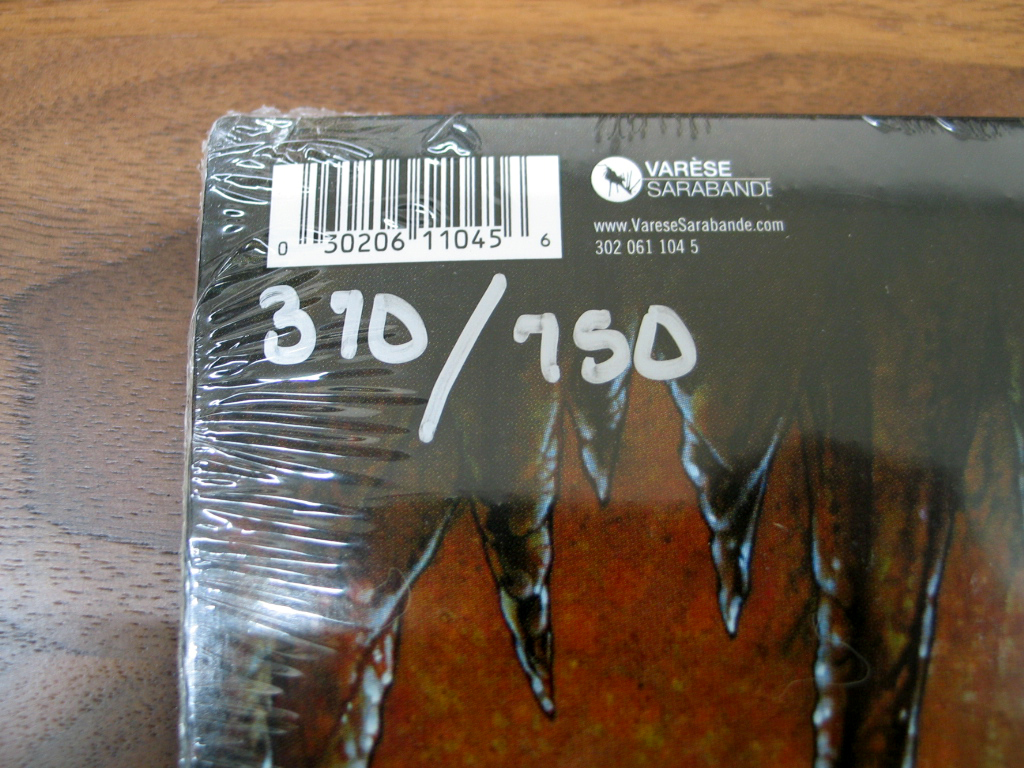 VARÈSE
SARABANDE
www.VareseSarabande.com
302 061 104 5
0 30206 11045 6
370/750